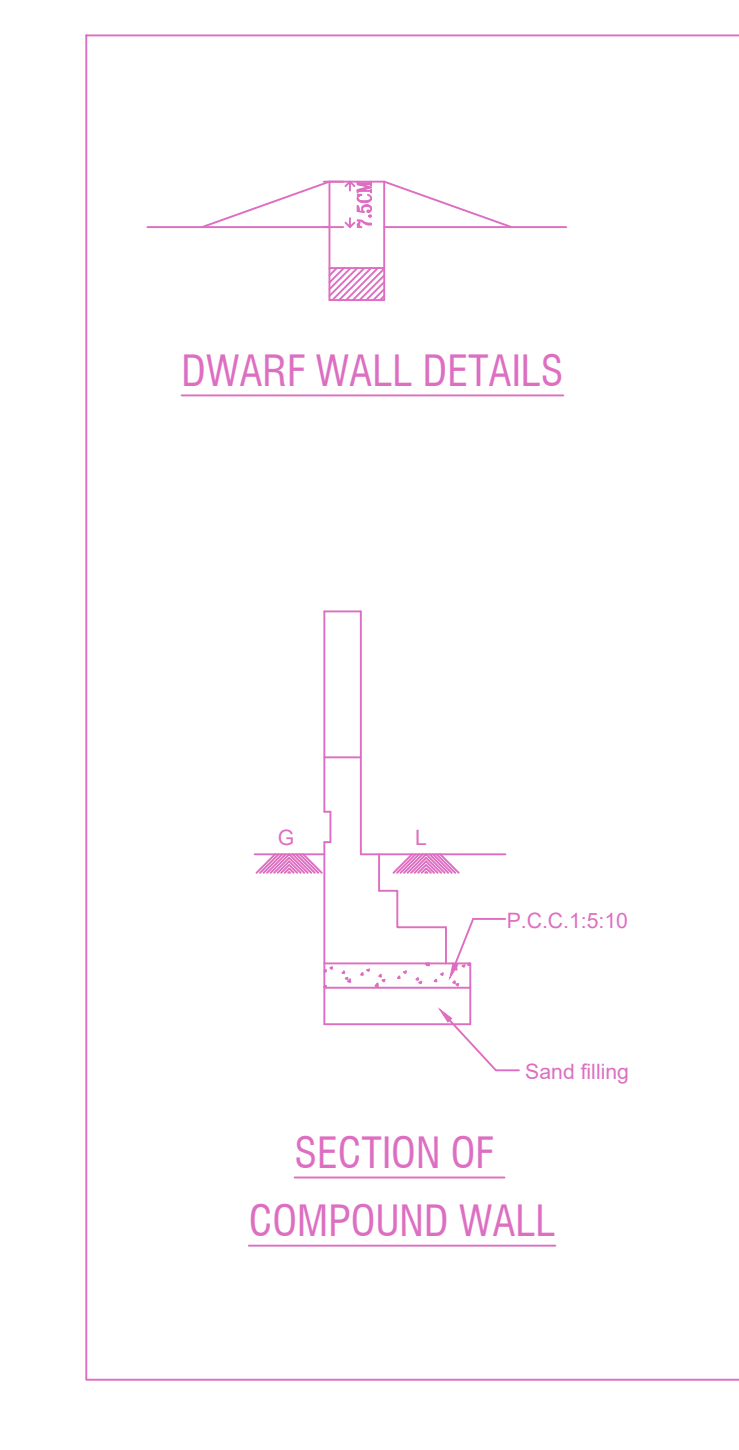 7.5CM
DWARF WALL DETAILS
G L
P.C.C.1:5:10
Sand filling
SECTION OF
COMPOUND WALL